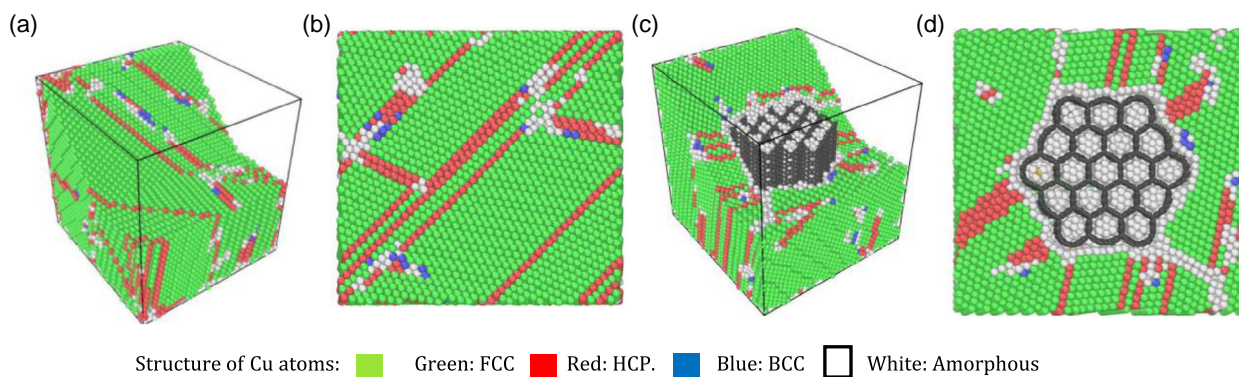 (a) (b) (c) (d)
Structure of Cu atoms: Green: FCC Red: HCP. Blue: BCC White: Amorphous